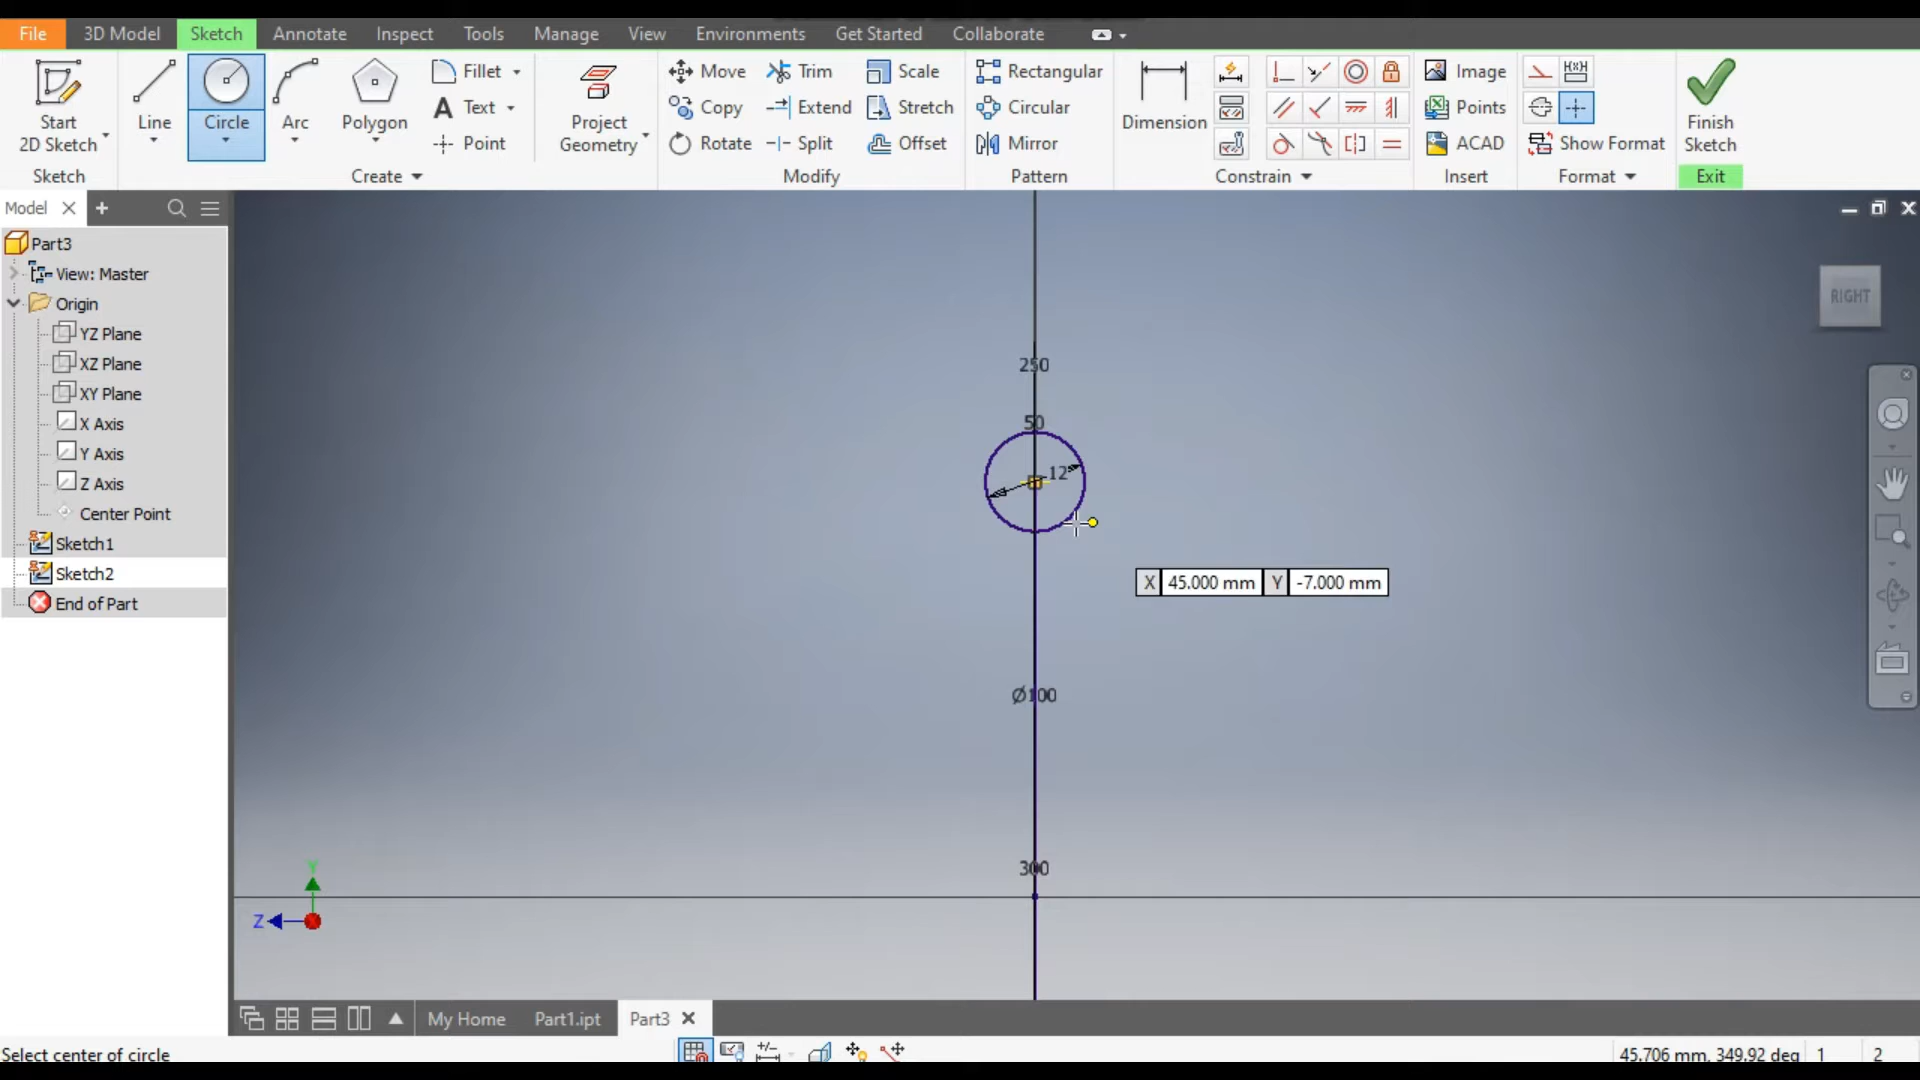 File 3D Model Sketch Annotate Inspect Tools Manage View Environments Get Started Collaborate
Start
2D Sketch
Sketch
Line
Circle
Arc
Polygon
Fillet
Text
Point
Create
Project
Geometry
Move Trim Scale
Copy Extend Stretch
Rotate Split Offset
Modify
Rectangular
Circular
Mirror
Pattern
Dimension
Constrain
Image
Points
ACAD
Insert
Show Format
Format
Finish
Sketch
Exit
Model
Part3
View: Master
Origin
YZ Plane
XZ Plane
XY Plane
X Axis
Y Axis
Z Axis
Center Point
Sketch1
Sketch2
End of Part
RIGHT
250
50
12
X 45.000 mm Y -7.000 mm
Ø100
300
Y
Z
My Home Part1.ipt Part3
Select center of circle
45.706 mm, 349.92 deg 1 2